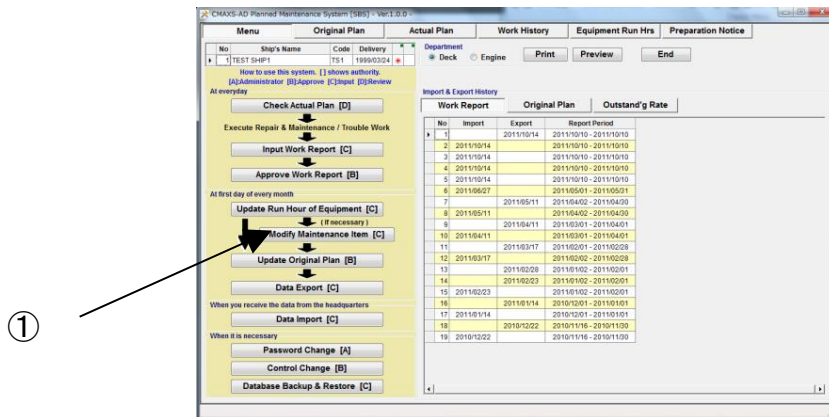 CMAXS-AD Planned Maintenance System [SBS] - Ver.1.0.0 -
Menu Original Plan Actual Plan Work History Equipment Run Hrs Preparation Notice
No Ship's Name Code Delivery
1 TEST SHIP1 TS1 1999/03/24
How to use this system. [ ] shows authority.
[A]:Administrator [B]:Approve [C]:Input [D]:Review
At everyday
Check Actual Plan [D]
Execute Repair & Maintenance / Trouble Work
Input Work Report [C]
Approve Work Report [B]
At first day of every month
Update Run Hour of Equipment [C]
( If necessary )
Modify Maintenance Item [C]
Update Original Plan [B]
Data Export [C]
When you receive the data from the headquarters
Data Import [C]
When it is necessary
Password Change [A]
Control Change [B]
Database Backup & Restore [C]
①
Department
Deck Engine Print Preview End
Import & Export History
Work Report Original Plan Outstand'g Rate
No Import Export Report Period
1 2011/10/14 2011/10/10 - 2011/10/10
2 2011/10/14 2011/10/10 - 2011/10/10
3 2011/10/14 2011/10/10 - 2011/10/10
4 2011/10/14 2011/10/10 - 2011/10/10
5 2011/10/14 2011/10/10 - 2011/10/10
6 2011/06/27 2011/05/01 - 2011/05/31
7 2011/05/11 2011/04/02 - 2011/04/30
8 2011/05/11 2011/04/02 - 2011/04/30
9 2011/04/11 2011/03/01 - 2011/04/01
10 2011/04/11 2011/03/01 - 2011/04/01
11 2011/03/17 2011/02/01 - 2011/02/28
12 2011/03/17 2011/02/02 - 2011/02/28
13 2011/02/28 2011/01/02 - 2011/02/01
14 2011/02/23 2011/01/02 - 2011/02/01
15 2011/02/23 2011/01/02 - 2011/02/01
16 2011/01/14 2010/12/01 - 2011/01/01
17 2011/01/14 2010/12/01 - 2011/01/01
18 2010/12/22 2010/11/16 - 2010/11/30
19 2010/12/22 2010/11/16 - 2010/11/30